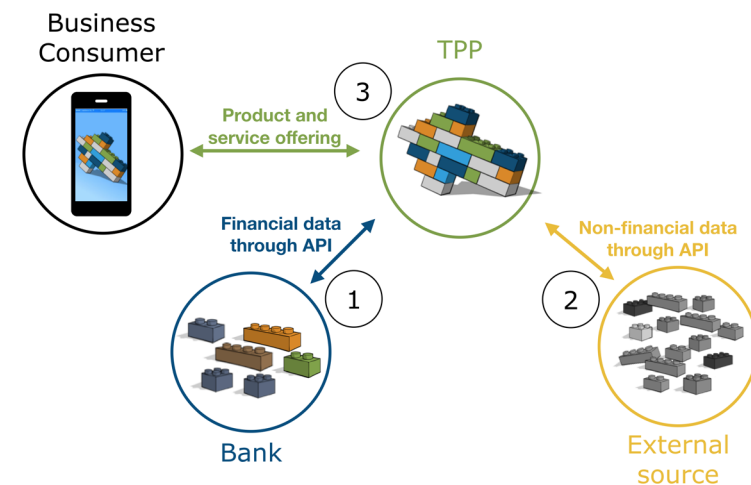 Business
Consumer
TPP
3
Product and
service offering
Financial data
through API
Non-financial data
through API
1
2
Bank
External
source